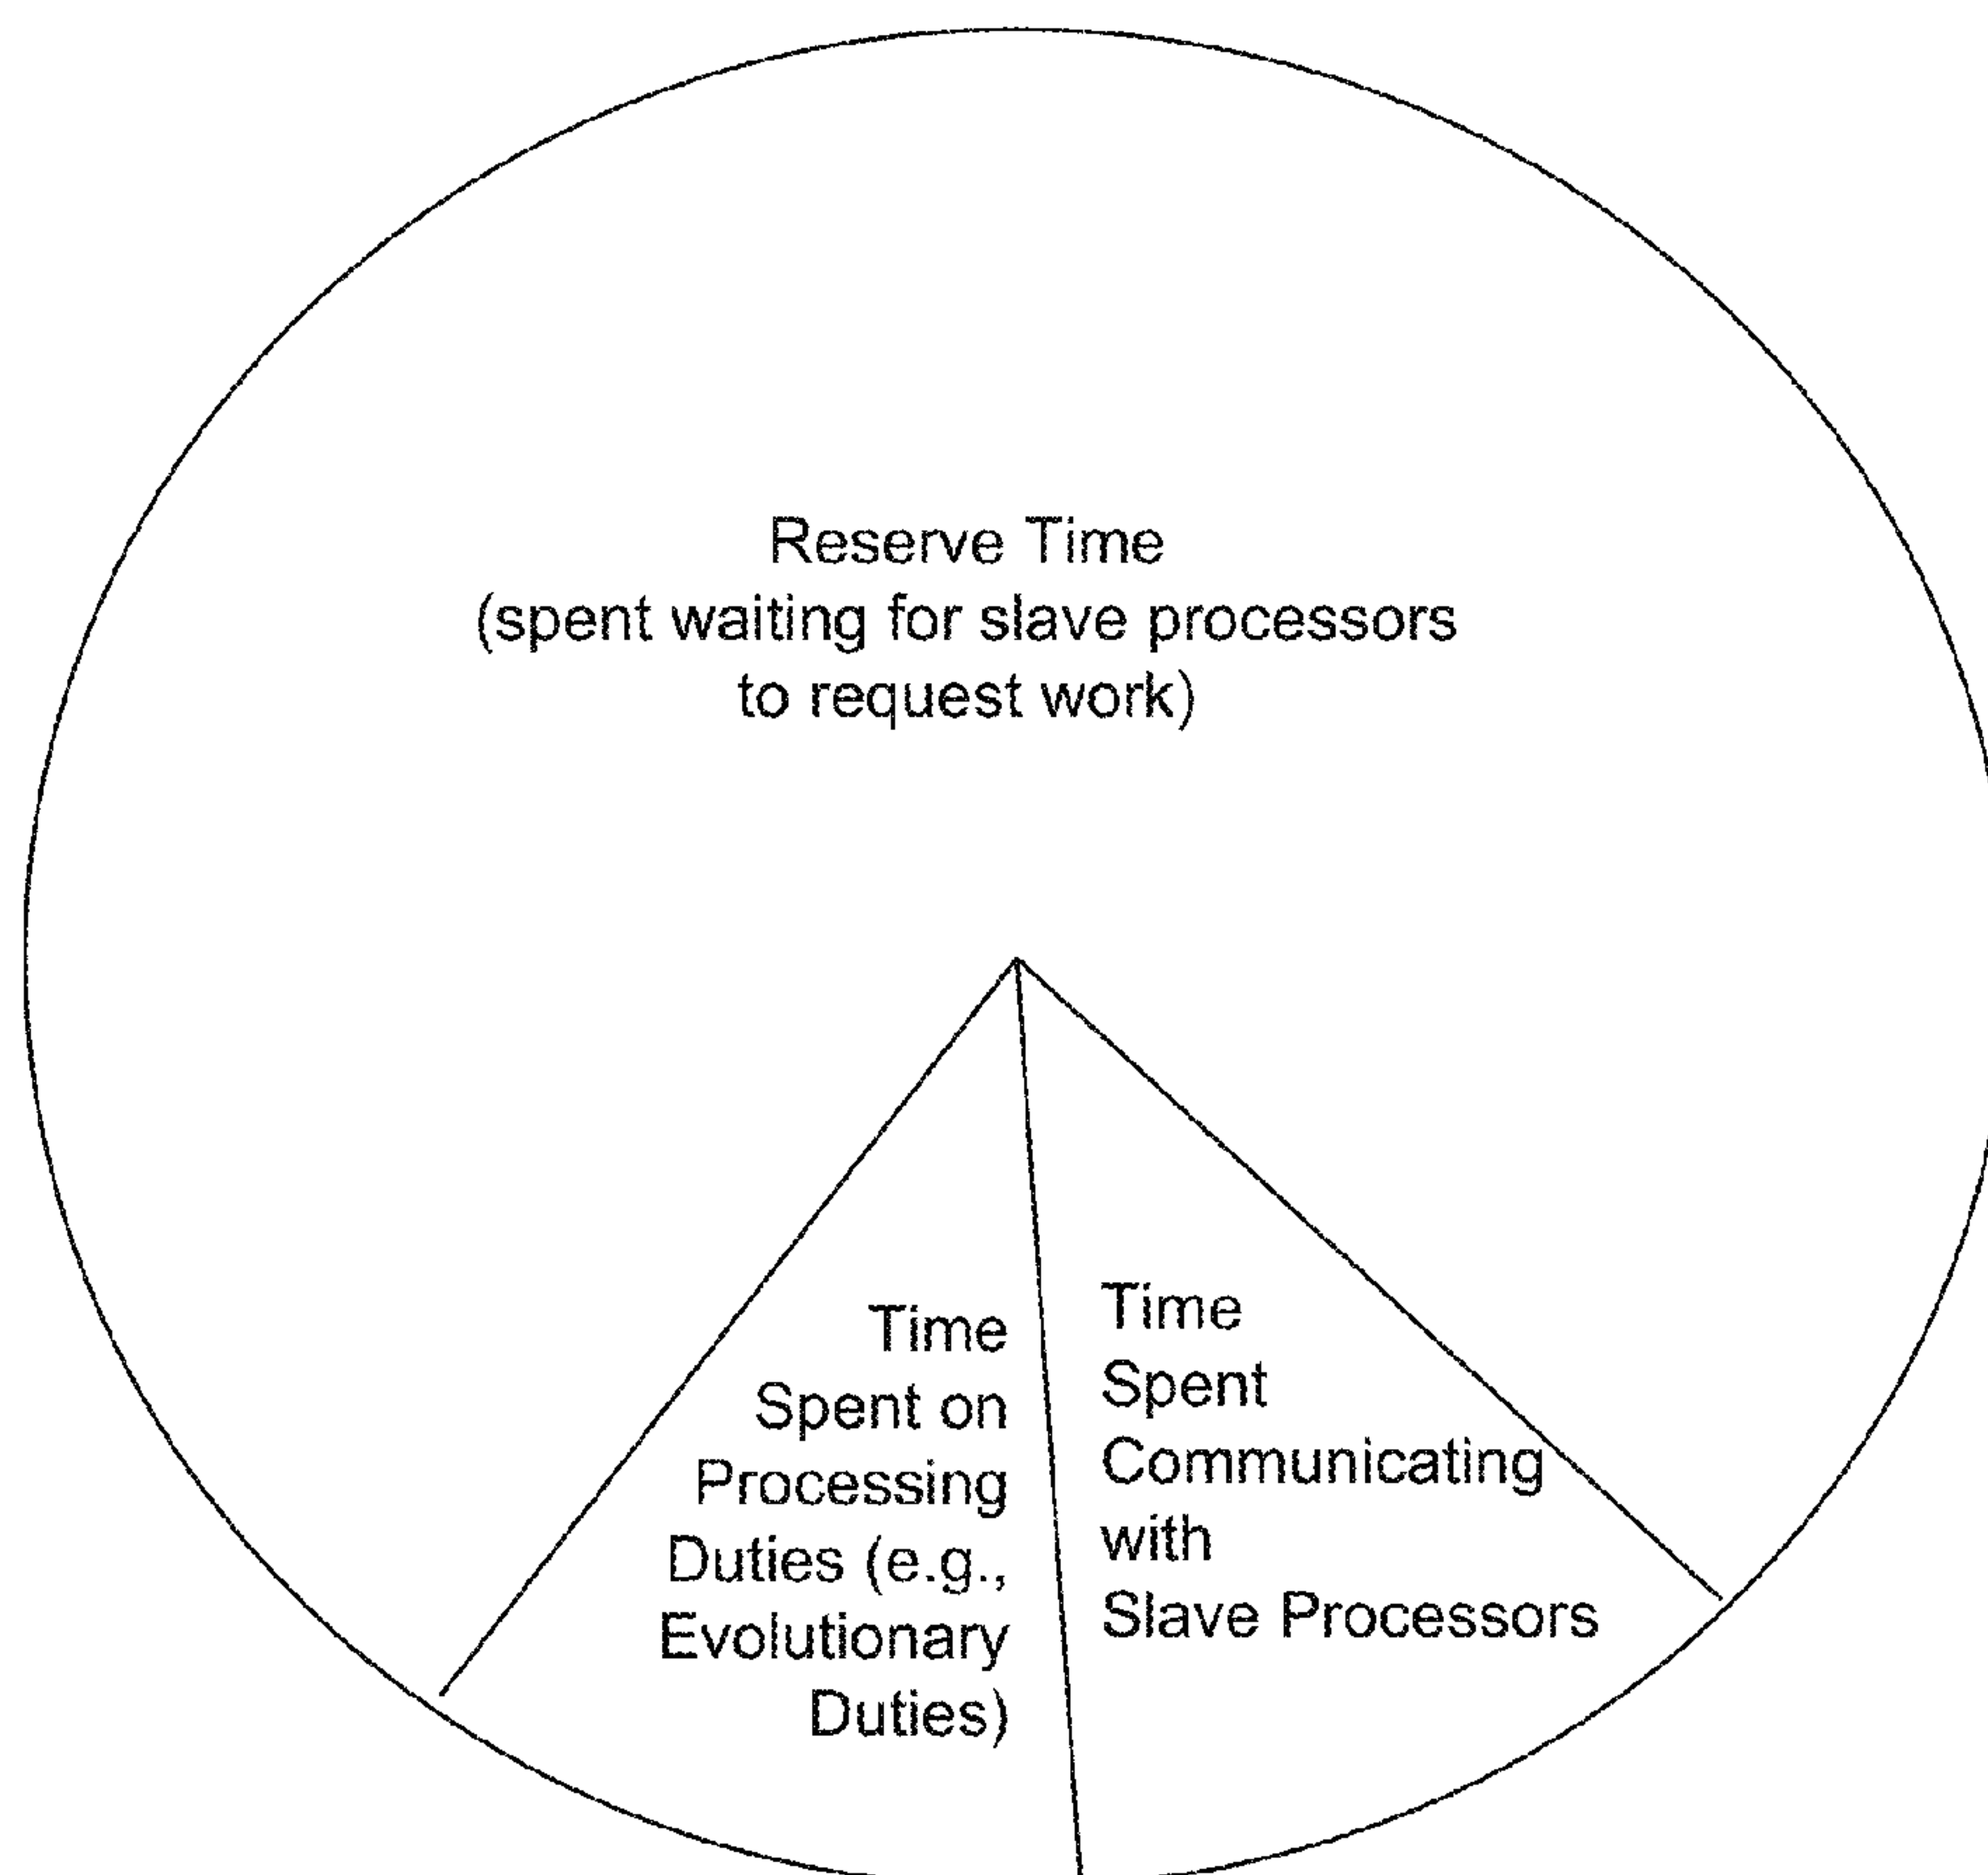 Reserve Time
(spent waiting for slave processors
to request work)
Time
Spent on
Processing
Duties (e.g.,
Evolutionary
Duties)
Time
Spent
Communicating
with
Slave Processors